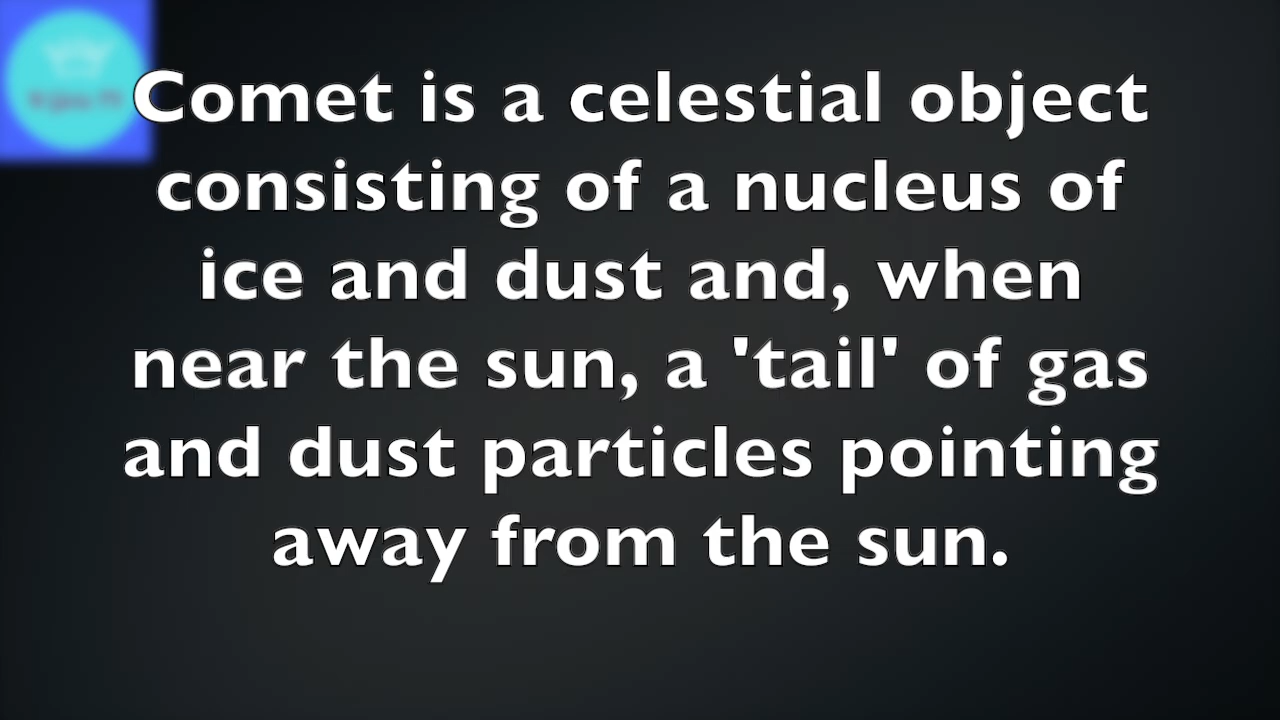 Comet is a celestial object
consisting of a nucleus of
ice and dust and, when
near the sun, a 'tail' of gas
and dust particles pointing
away from the sun.